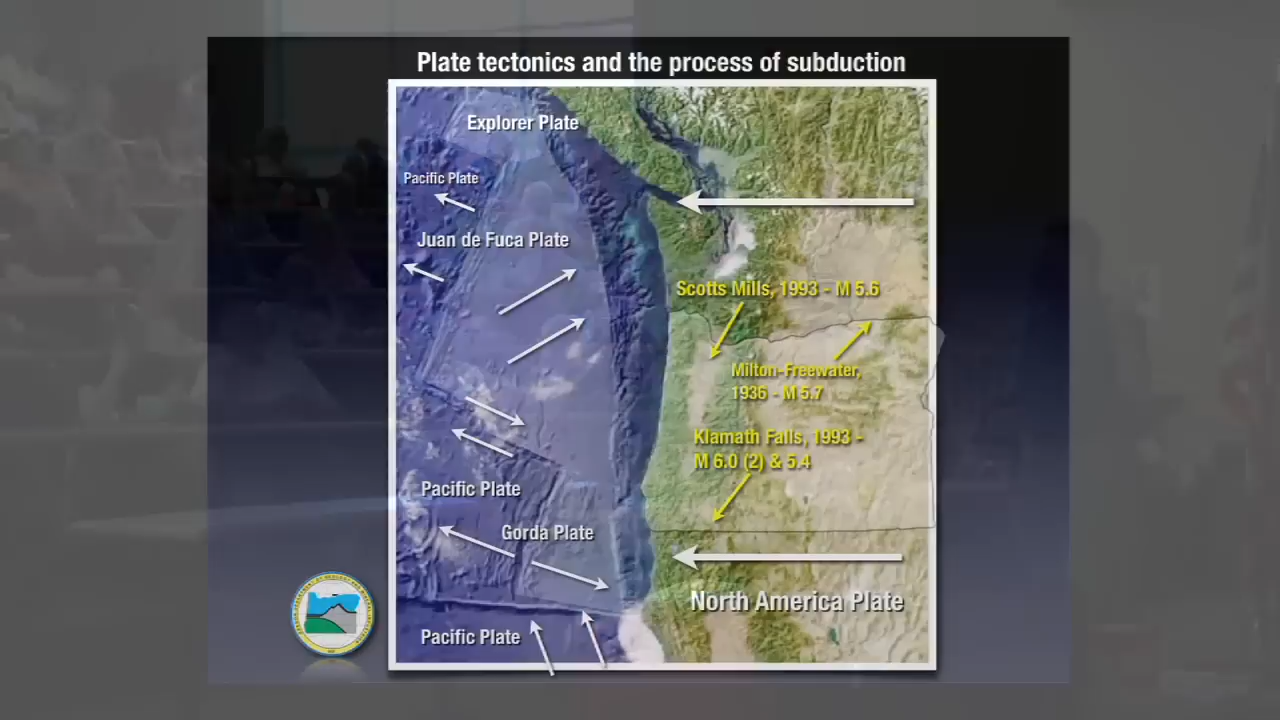 Plate tectonics and the process of subduction
Explorer Plate
Pacific Plate
Juan de Fuca Plate
Scotts Mills, 1993 - M 5.6
Milton-Freewater,
1936 - M 5.7
Klamath Falls, 1993 -
M 6.0 (2) & 5.4
Pacific Plate
Gorda Plate
North America Plate
Pacific Plate